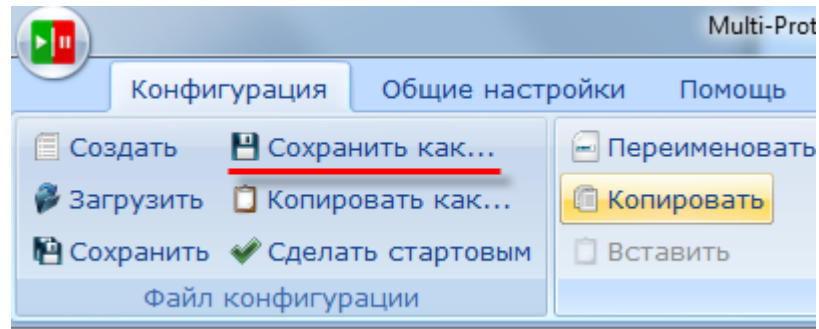 Multi-Prot
Конфигурация Общие настройки Помощь
Создать Сохранить как... Переименовать
Загрузить Копировать как... Копировать
Сохранить Сделать стартовым Вставить
Файл конфигурации